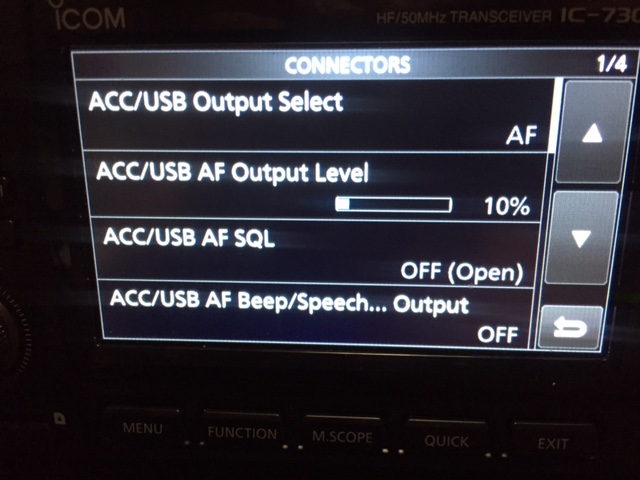 ICOM
HF/50MHz TRANSCEIVER IC-730
CONNECTORS 1/4
ACC/USB Output Select
AF
ACC/USB AF Output Level
10%
ACC/USB AF SQL
OFF (Open)
ACC/USB AF Beep/Speech... Output
OFF
MENU FUNCTION M.SCOPE QUICK EXIT